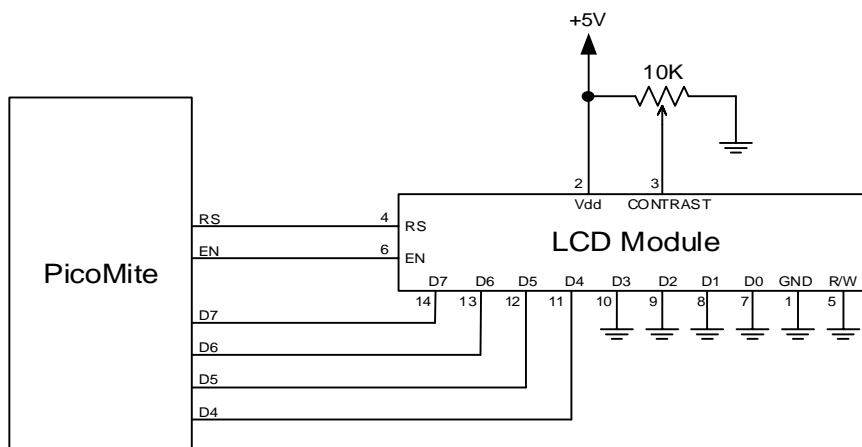 +5V
10K
2 3
Vdd CONTRAST
RS 4 RS
LCD Module
EN 6 EN
PicoMite
D7 D6 D5 D4 D3 D2 D1 D0 GND R/W
14 13 12 11 10 9 8 7 1 5
D7
D6
D5
D4